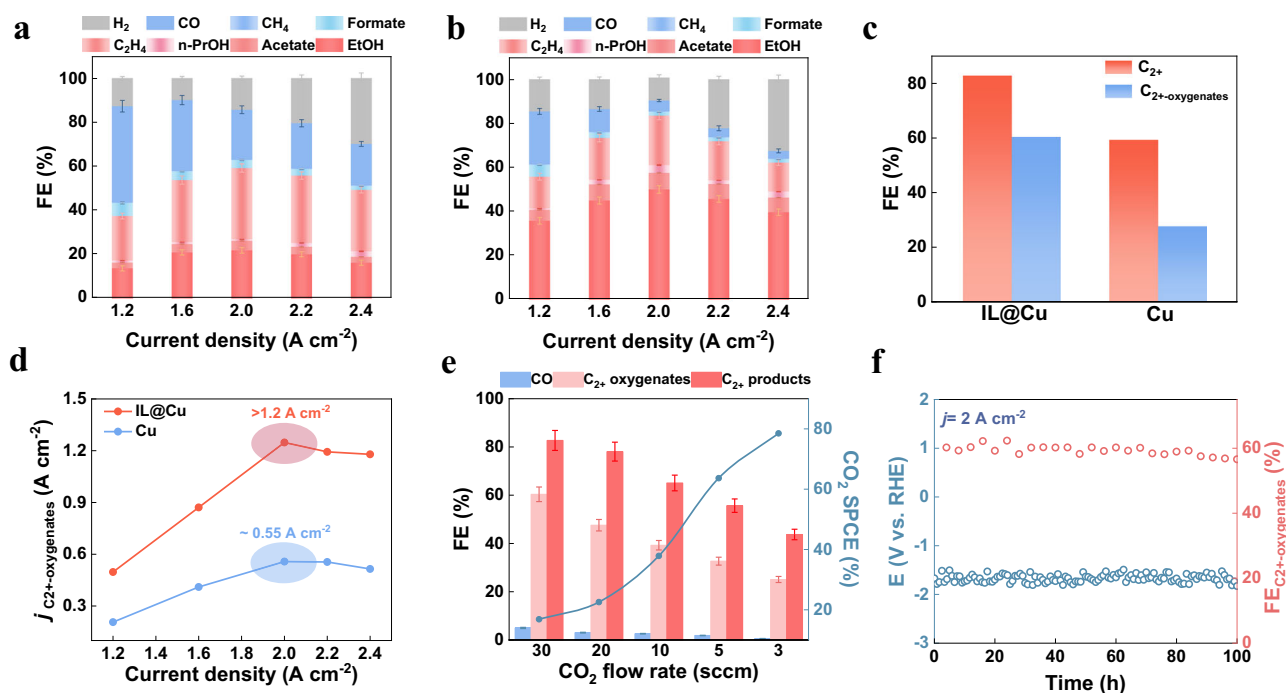 a
H₂ CO CH₄ Formate
C₂H₄ n-PrOH Acetate EtOH
FE (%)
100
80
60
40
20
0
1.2 1.6 2.0 2.2 2.4
Current density (A cm⁻²)
b
H₂ CO CH₄ Formate
C₂H₄ n-PrOH Acetate EtOH
FE (%)
100
80
60
40
20
0
1.2 1.6 2.0 2.2 2.4
Current density (A cm⁻²)
c
C₂₊
C₂₊-oxygenates
FE (%)
80
60
40
20
0
IL@Cu Cu
d
IL@Cu
Cu
>1.2 A cm⁻²
~ 0.55 A cm⁻²
j C2+-oxygenates (A cm⁻²)
1.5
1.2
0.9
0.6
0.3
1.2 1.4 1.6 1.8 2.0 2.2 2.4
Current density (A cm⁻²)
e
CO C₂₊ oxygenates C₂₊ products
FE (%)
100
80
60
40
20
0
80
60
40
20
CO₂ SPCE (%)
30 20 10 5 3
CO₂ flow rate (sccm)
f
j= 2 A cm⁻²
E (V vs. RHE)
2
1
0
-1
-2
-3
60
40
20
0
FE C2+-oxygenates (%)
0 20 40 60 80 100
Time (h)